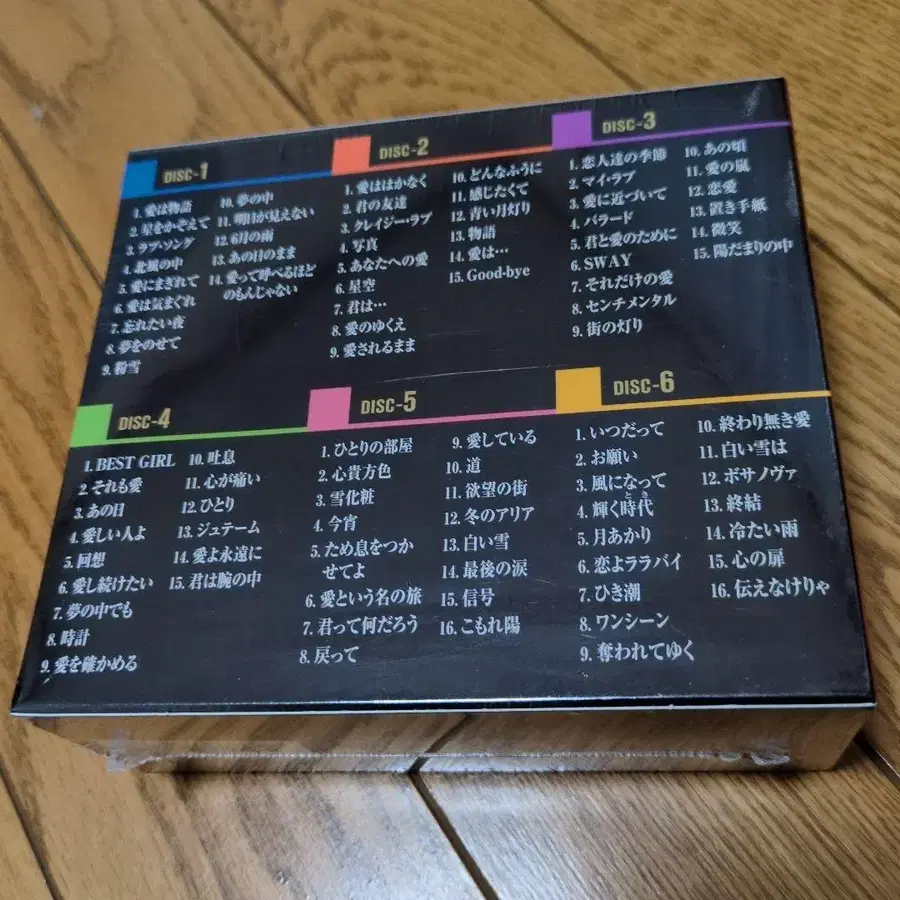 DISC-1
1. 愛は物語
2. 星をかぞえて
3. ラブ・ソング
4. 北風の中
5. 愛にまぎれて
6. 愛は気まぐれ
7. 忘れたい夜
8. 夢をのせて
9. 粉雪
10. 夢の中
11. 明日が見えない
12. 6月の雨
13. あの日のまま
14. 愛って呼べるほど
のもんじゃない
DISC-2
1. 愛ははかなく
2. 君の友達
3. クレイジー・ラブ
4. 写真
5. あなたへの愛
6. 星空
7. 君は…
8. 愛のゆくえ
9. 愛されるまま
10. どんなふうに
11. 感じたくて
12. 青い月灯り
13. 物語
14. 愛は…
15. Good-bye
DISC-3
1. 恋人達の季節
2. マイ・ラブ
3. 愛に近づいて
4. バラード
5. 君と愛のために
6. SWAY
7. それだけの愛
8. センチメンタル
9. 街の灯り
10. あの頃
11. 愛の嵐
12. 恋愛
13. 置き手紙
14. 微笑
15. 陽だまりの中
DISC-4
1. BEST GIRL
2. それも愛
3. あの日
4. 愛しい人よ
5. 回想
6. 愛し続けたい
7. 夢の中でも
8. 時計
9. 愛を確かめる
10. 吐息
11. 心が痛い
12. ひとり
13. ジュテーム
14. 愛よ永遠に
15. 君は腕の中
DISC-5
1. ひとりの部屋
2. 心貴方色
3. 雪化粧
4. 今宵
5. ため息をつか
せてよ
6. 愛という名の旅
7. 君って何だろう
8. 戻って
9. 愛している
10. 道
11. 欲望の街
12. 冬のアリア
13. 白い雪
14. 最後の涙
15. 信号
16. こもれ陽
DISC-6
1. いつだって
2. お願い
3. 風になって
とき
4. 輝く時代
5. 月あかり
6. 恋よララバイ
7. ひき潮
8. ワンシーン
9. 奪われてゆく
10. 終わり無き愛
11. 白い雪は
12. ボサノヴァ
13. 終結
14. 冷たい雨
15. 心の扉
16. 伝えなけりゃ